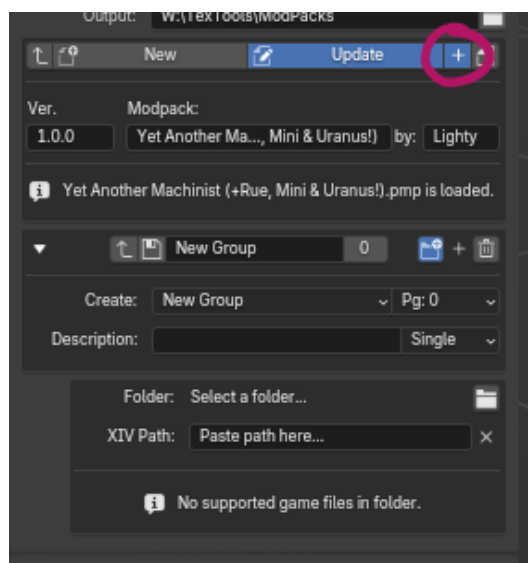 Output: W:\TexTools\ModPacks
New Update +
Ver. Modpack:
1.0.0 Yet Another Ma..., Mini & Uranus!) by: Lighty
Yet Another Machinist (+Rue, Mini & Uranus!).pmp is loaded.
New Group 0 +
Create: New Group Pg: 0
Description: Single
Folder: Select a folder...
XIV Path: Paste path here...
No supported game files in folder.